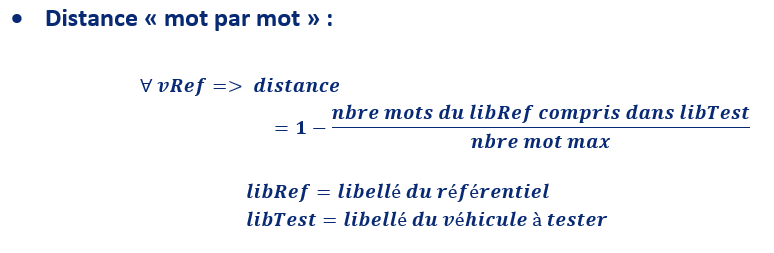 • Distance « mot par mot » :
∀ vRef => distance
= 1 − nbre mots du libRef compris dans libTest
nbre mot max
libRef = libellé du référentiel
libTest = libellé du véhicule à tester